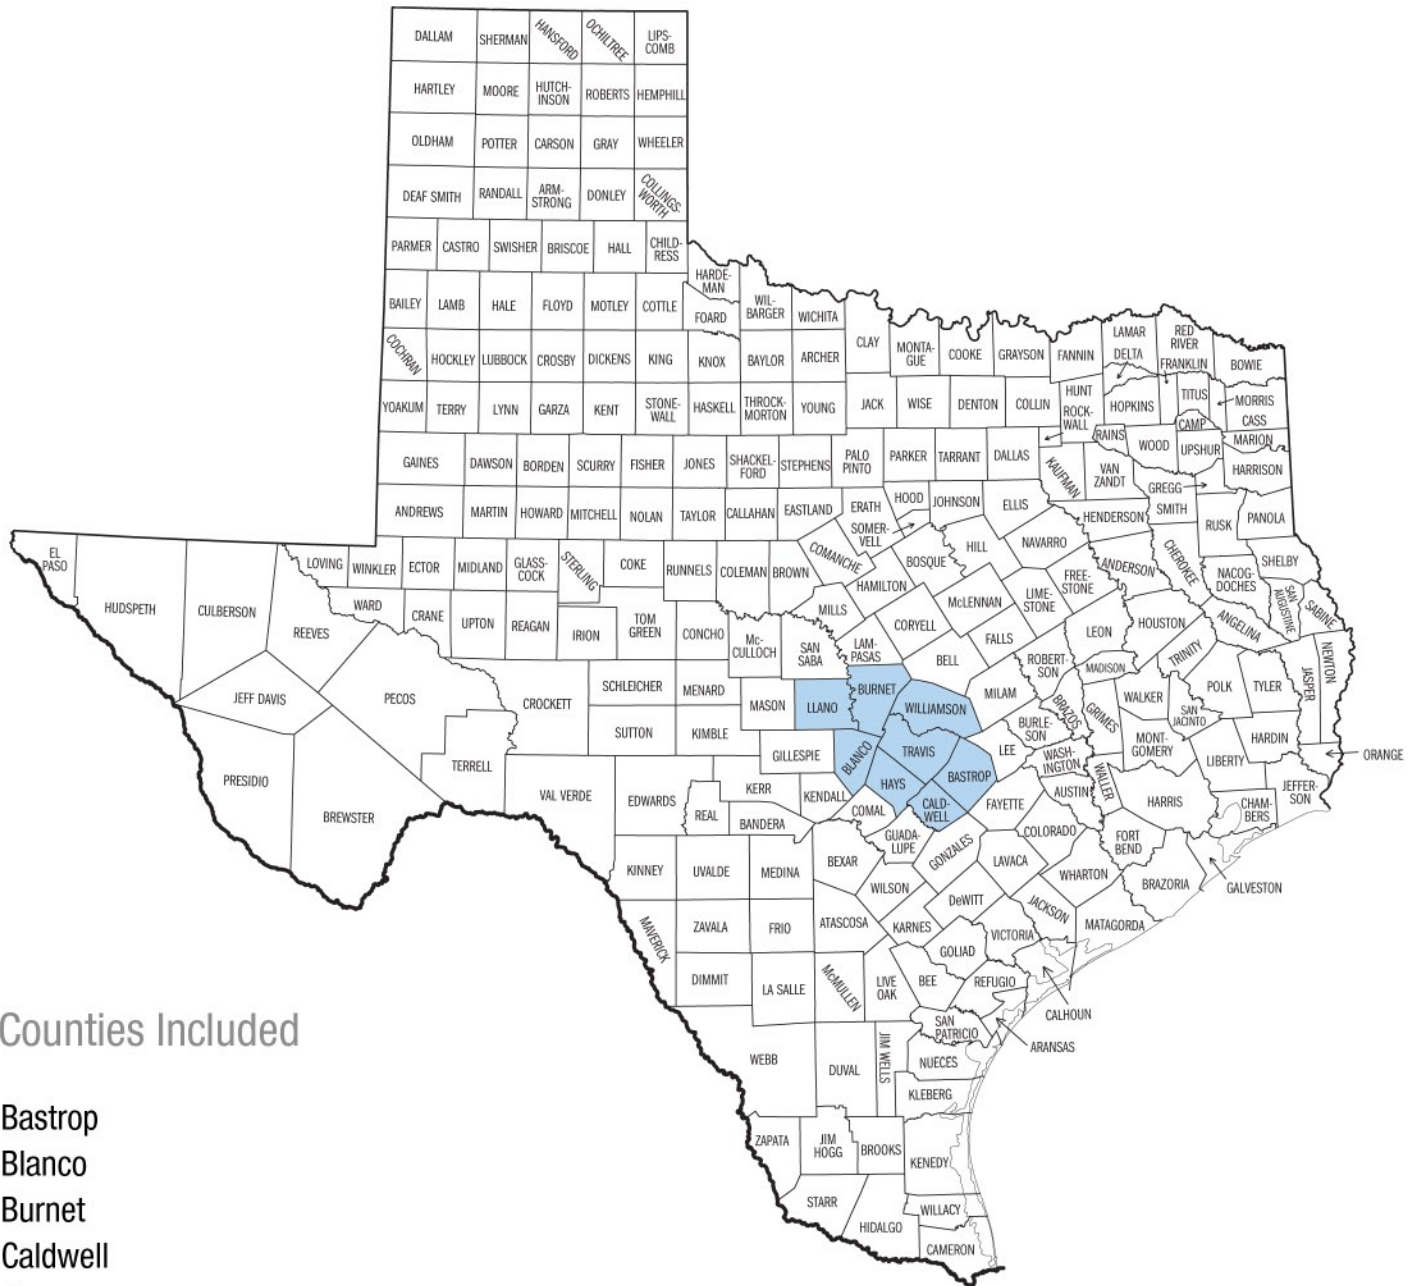 DALLAM
SHERMAN
HANSFORD
OCHILTREE
LIPS-
COMB
HARTLEY
MOORE
HUTCH-
INSON
ROBERTS
HEMPHILL
OLDHAM
POTTER
CARSON
GRAY
WHEELER
DEAF SMITH
RANDALL
ARM-
STRONG
DONLEY
COLLINGS-
WORTH
PARMER
CASTRO
SWISHER
BRISCOE
HALL
CHILD-
RESS
HARDE-
MAN
BAILEY
LAMB
HALE
FLOYD
MOTLEY
COTTLE
FOARD
WIL-
BARGER
WICHITA
COCHRAN
HOCKLEY
LUBBOCK
CROSBY
DICKENS
KING
KNOX
BAYLOR
ARCHER
CLAY
MONTA-
GUE
COOKE
GRAYSON
FANNIN
LAMAR
DELTA
RED
RIVER
FRANKLIN
BOWIE
YOAKUM
TERRY
LYNN
GARZA
KENT
STONE-
WALL
HASKELL
THROCK-
MORTON
YOUNG
JACK
WISE
DENTON
COLLIN
HUNT
ROCK-
WALL
HOPKINS
TITUS
MORRIS
CASS
CAMP
RAINS
WOOD
UPSHUR
MARION
GAINES
DAWSON
BORDEN
SCURRY
FISHER
JONES
SHACKEL-
FORD
STEPHENS
PALO
PINTO
PARKER
TARRANT
DALLAS
KAUFMAN
VAN
ZANDT
GREGG
SMITH
HARRISON
ANDREWS
MARTIN
HOWARD
MITCHELL
NOLAN
TAYLOR
CALLAHAN
EASTLAND
ERATH
HOOD
SOMER-
VELL
JOHNSON
ELLIS
HENDERSON
RUSK
PANOLA
EL
PASO
HUDSPETH
CULBERSON
REEVES
LOVING
WINKLER
ECTOR
MIDLAND
GLASS-
COCK
STERLING
COKE
RUNNELS
COLEMAN
BROWN
COMANCHE
HAMILTON
BOSQUE
HILL
NAVARRO
FREE-
STONE
ANDERSON
CHEROKEE
NACOG-
DOCHES
SHELBY
SAN
AUGUSTINE
SABINE
WARD
CRANE
UPTON
REAGAN
IRION
TOM
GREEN
CONCHO
Mc-
CULLOCH
SAN
SABA
MILLS
LAM-
PASAS
CORYELL
McLENNAN
LIME-
STONE
FALLS
LEON
HOUSTON
ANGELINA
TRINITY
JEFF DAVIS
PECOS
CROCKETT
SCHLEICHER
MENARD
MASON
LLANO
BURNET
BELL
WILLIAMSON
MILAM
ROBERT-
SON
BRAZOS
MADISON
GRIMES
WALKER
SAN
JACINTO
POLK
TYLER
JASPER
NEWTON
SUTTON
KIMBLE
GILLESPIE
BLANCO
TRAVIS
HAYS
BASTROP
LEE
BURLE-
SON
WASH-
INGTON
WALLER
MONT-
GOMERY
LIBERTY
HARDIN
ORANGE
PRESIDIO
BREWSTER
TERRELL
VAL VERDE
EDWARDS
REAL
KERR
BANDERA
KENDALL
COMAL
CALD-
WELL
FAYETTE
AUSTIN
HARRIS
CHAM-
BERS
JEFFER-
SON
KINNEY
UVALDE
MEDINA
BEXAR
GUADA-
LUPE
GONZALES
LAVACA
COLORADO
FORT
BEND
WHARTON
BRAZORIA
GALVESTON
MAVERICK
ZAVALA
FRIO
ATASCOSA
WILSON
KARNES
DeWITT
JACKSON
MATAGORDA
VICTORIA
GOLIAD
DIMMIT
LA SALLE
McMULLEN
LIVE
OAK
BEE
REFUGIO
CALHOUN
SAN
PATRICIO
ARANSAS
WEBB
DUVAL
JIM WELLS
NUECES
KLEBERG
ZAPATA
JIM
HOGG
BROOKS
KENEDY
STARR
HIDALGO
WILLACY
CAMERON
Counties Included
Bastrop
Blanco
Burnet
Caldwell